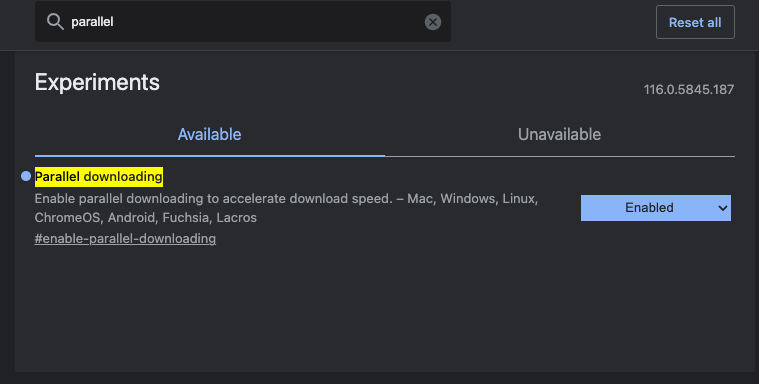 parallel
Reset all
Experiments
116.0.5845.187
Available
Unavailable
Parallel downloading
Enable parallel downloading to accelerate download speed. – Mac, Windows, Linux,
ChromeOS, Android, Fuchsia, Lacros
Enabled
#enable-parallel-downloading